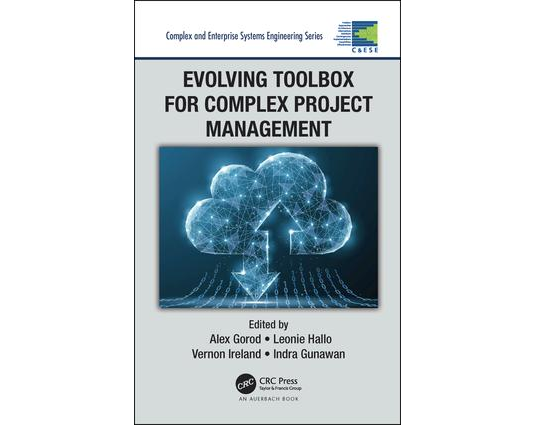 Complex and Enterprise Systems Engineering Series
C&ESE
EVOLVING TOOLBOX
FOR COMPLEX PROJECT
MANAGEMENT
Edited by
Alex Gorod • Leonie Hallo
Vernon Ireland • Indra Gunawan
CRC
CRC Press
Taylor & Francis Group
AN AUERBACH BOOK